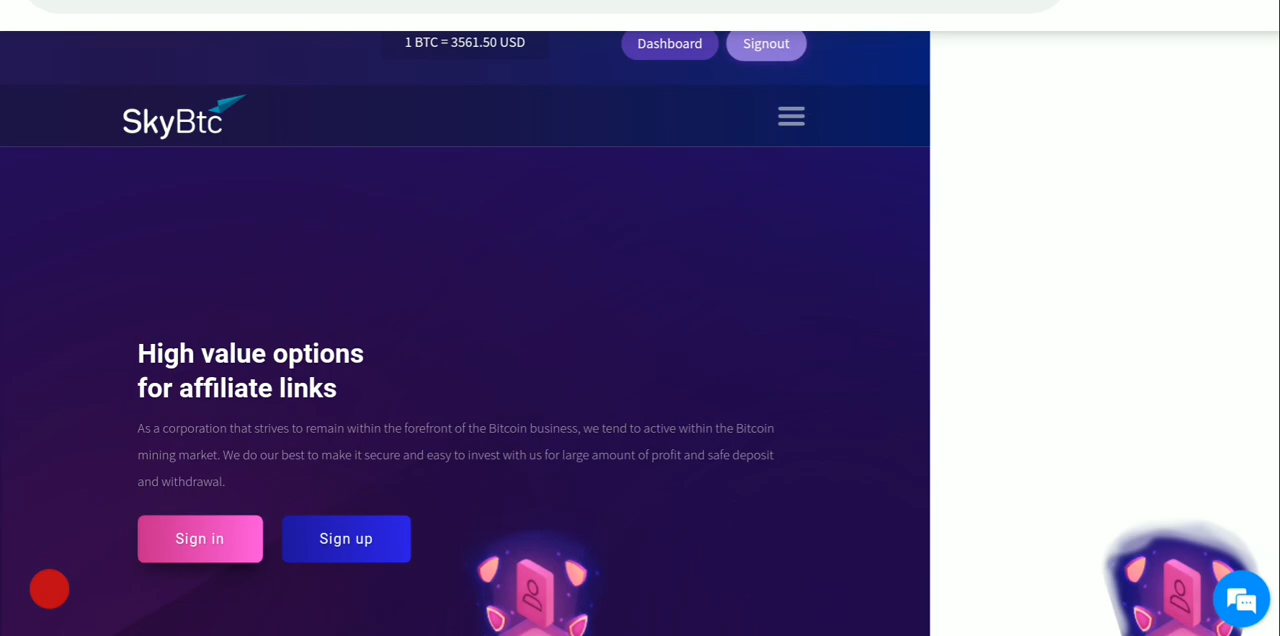 1 BTC = 3561.50 USD
Dashboard
Signout
SkyBtc
High value options
for affiliate links
As a corporation that strives to remain within the forefront of the Bitcoin business, we tend to active within the Bitcoin
mining market. We do our best to make it secure and easy to invest with us for large amount of profit and safe deposit
and withdrawal.
Sign in
Sign up